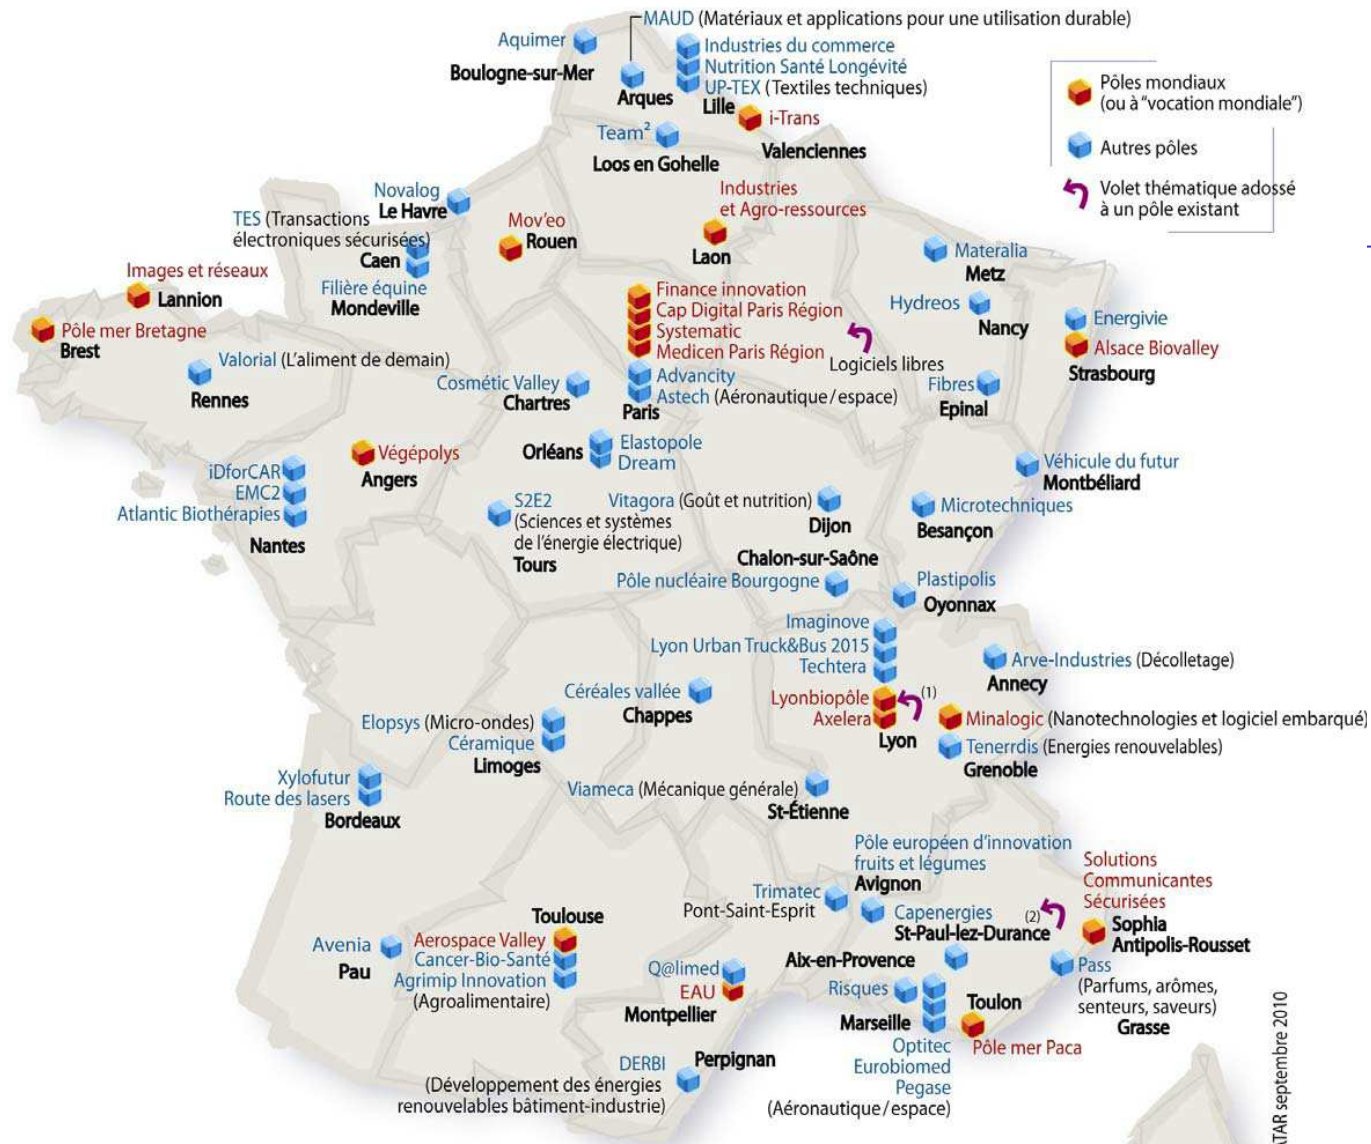 MAUD (Matériaux et applications pour une utilisation durable)
Aquimer
Boulogne-sur-Mer
Arques
Industries du commerce
Nutrition Santé Longévité
UP-TEX (Textiles techniques)
Lille
i-Trans
Valenciennes
Team²
Loos en Gohelle
Pôles mondiaux
(ou à "vocation mondiale")
Autres pôles
Volet thématique adossé
à un pôle existant
Novalog
Le Havre
TES (Transactions
électroniques sécurisées)
Caen
Filière équine
Mondeville
Mov'eo
Rouen
Industries
et Agro-ressources
Laon
Materalia
Metz
Hydreos
Nancy
Energivie
Alsace Biovalley
Strasbourg
Fibres
Epinal
Images et réseaux
Lannion
Pôle mer Bretagne
Brest
Valorial (L'aliment de demain)
Rennes
Finance innovation
Cap Digital Paris Région
Systematic
Medicen Paris Région
Logiciels libres
Advancity
Astech (Aéronautique/espace)
Paris
Cosmétic Valley
Chartres
Végépolys
Angers
Orléans
Elastopole
Dream
iDforCAR
EMC2
Atlantic Biothérapies
Nantes
S2E2
(Sciences et systèmes
de l'énergie électrique)
Tours
Vitagora (Goût et nutrition)
Dijon
Véhicule du futur
Montbéliard
Microtechniques
Besançon
Chalon-sur-Saône
Pôle nucléaire Bourgogne
Plastipolis
Oyonnax
Imaginove
Lyon Urban Truck&Bus 2015
Techtera
Lyonbiopôle
(1)
Axelera
Lyon
Arve-Industries (Décolletage)
Annecy
Minalogic (Nanotechnologies et logiciel embarqué)
Tenerrdis (Energies renouvelables)
Grenoble
Céréales vallée
Chappes
Elopsys (Micro-ondes)
Céramique
Limoges
Xylofutur
Route des lasers
Bordeaux
Viameca (Mécanique générale)
St-Étienne
Pôle européen d'innovation
fruits et légumes
Avignon
Trimatec
Pont-Saint-Esprit
Capenergies
(2)
St-Paul-lez-Durance
Solutions
Communicantes
Sécurisées
Sophia
Antipolis-Rousset
Toulouse
Aerospace Valley
Cancer-Bio-Santé
Agrimip Innovation
(Agroalimentaire)
Avenia
Pau
Q@limed
EAU
Montpellier
Aix-en-Provence
Risques
Marseille
Optitec
Eurobiomed
Pegase
(Aéronautique/espace)
Toulon
Pôle mer Paca
Pass
(Parfums, arômes,
senteurs, saveurs)
Grasse
DERBI
Perpignan
(Développement des énergies
renouvelables bâtiment-industrie)
septembre 2010